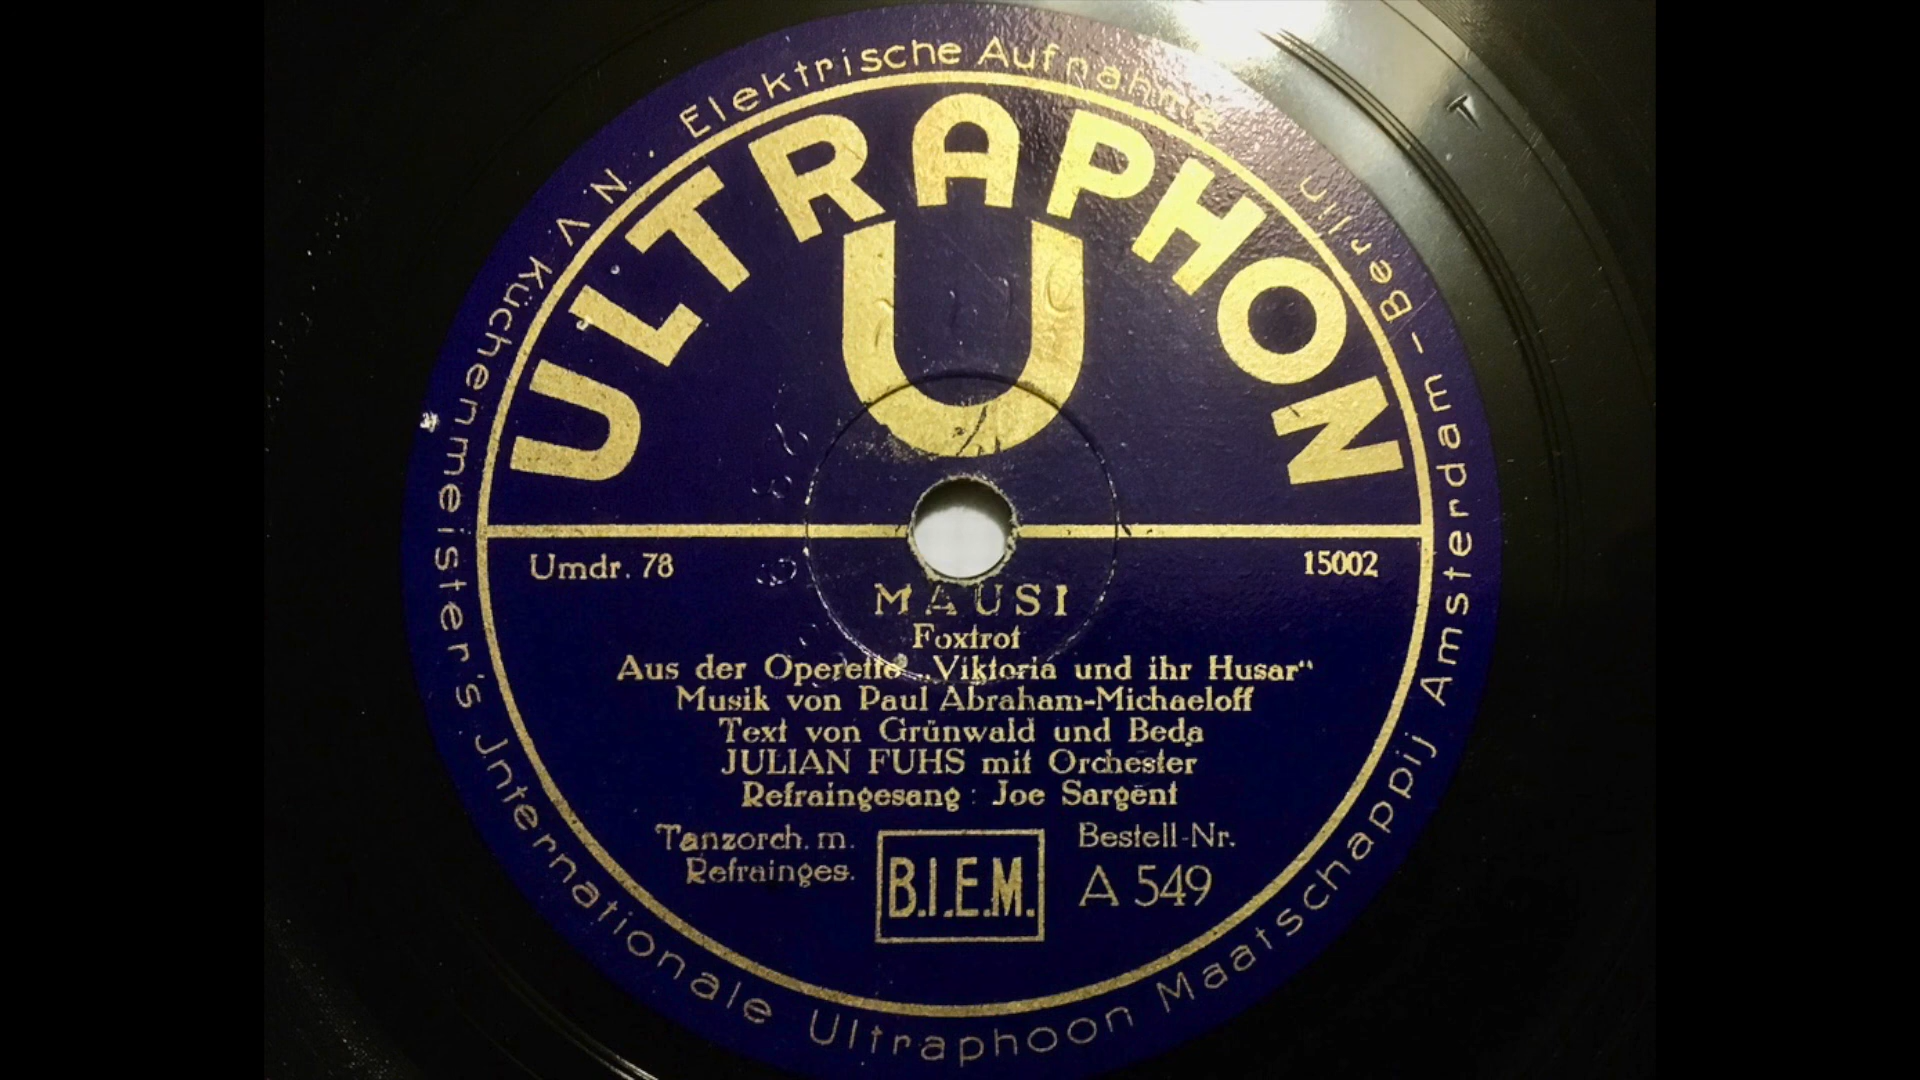 N. V. Küchenmeister's Jnternationale Ultraphoon Maatschappij Amsterdam - Berlin
Elektrische Aufnahme
ULTRAPHON
U
Umdr. 78
15002
MAUSI
Foxtrot
Aus der Operette „Viktoria und ihr Husar“
Musik von Paul Abraham-Michaeloff
Text von Grünwald und Beda
JULIAN FUHS mit Orchester
Refraingesang : Joe Sargent
Tanzorch. m. Refrainges.
B.I.E.M.
Bestell-Nr.
A 549
T